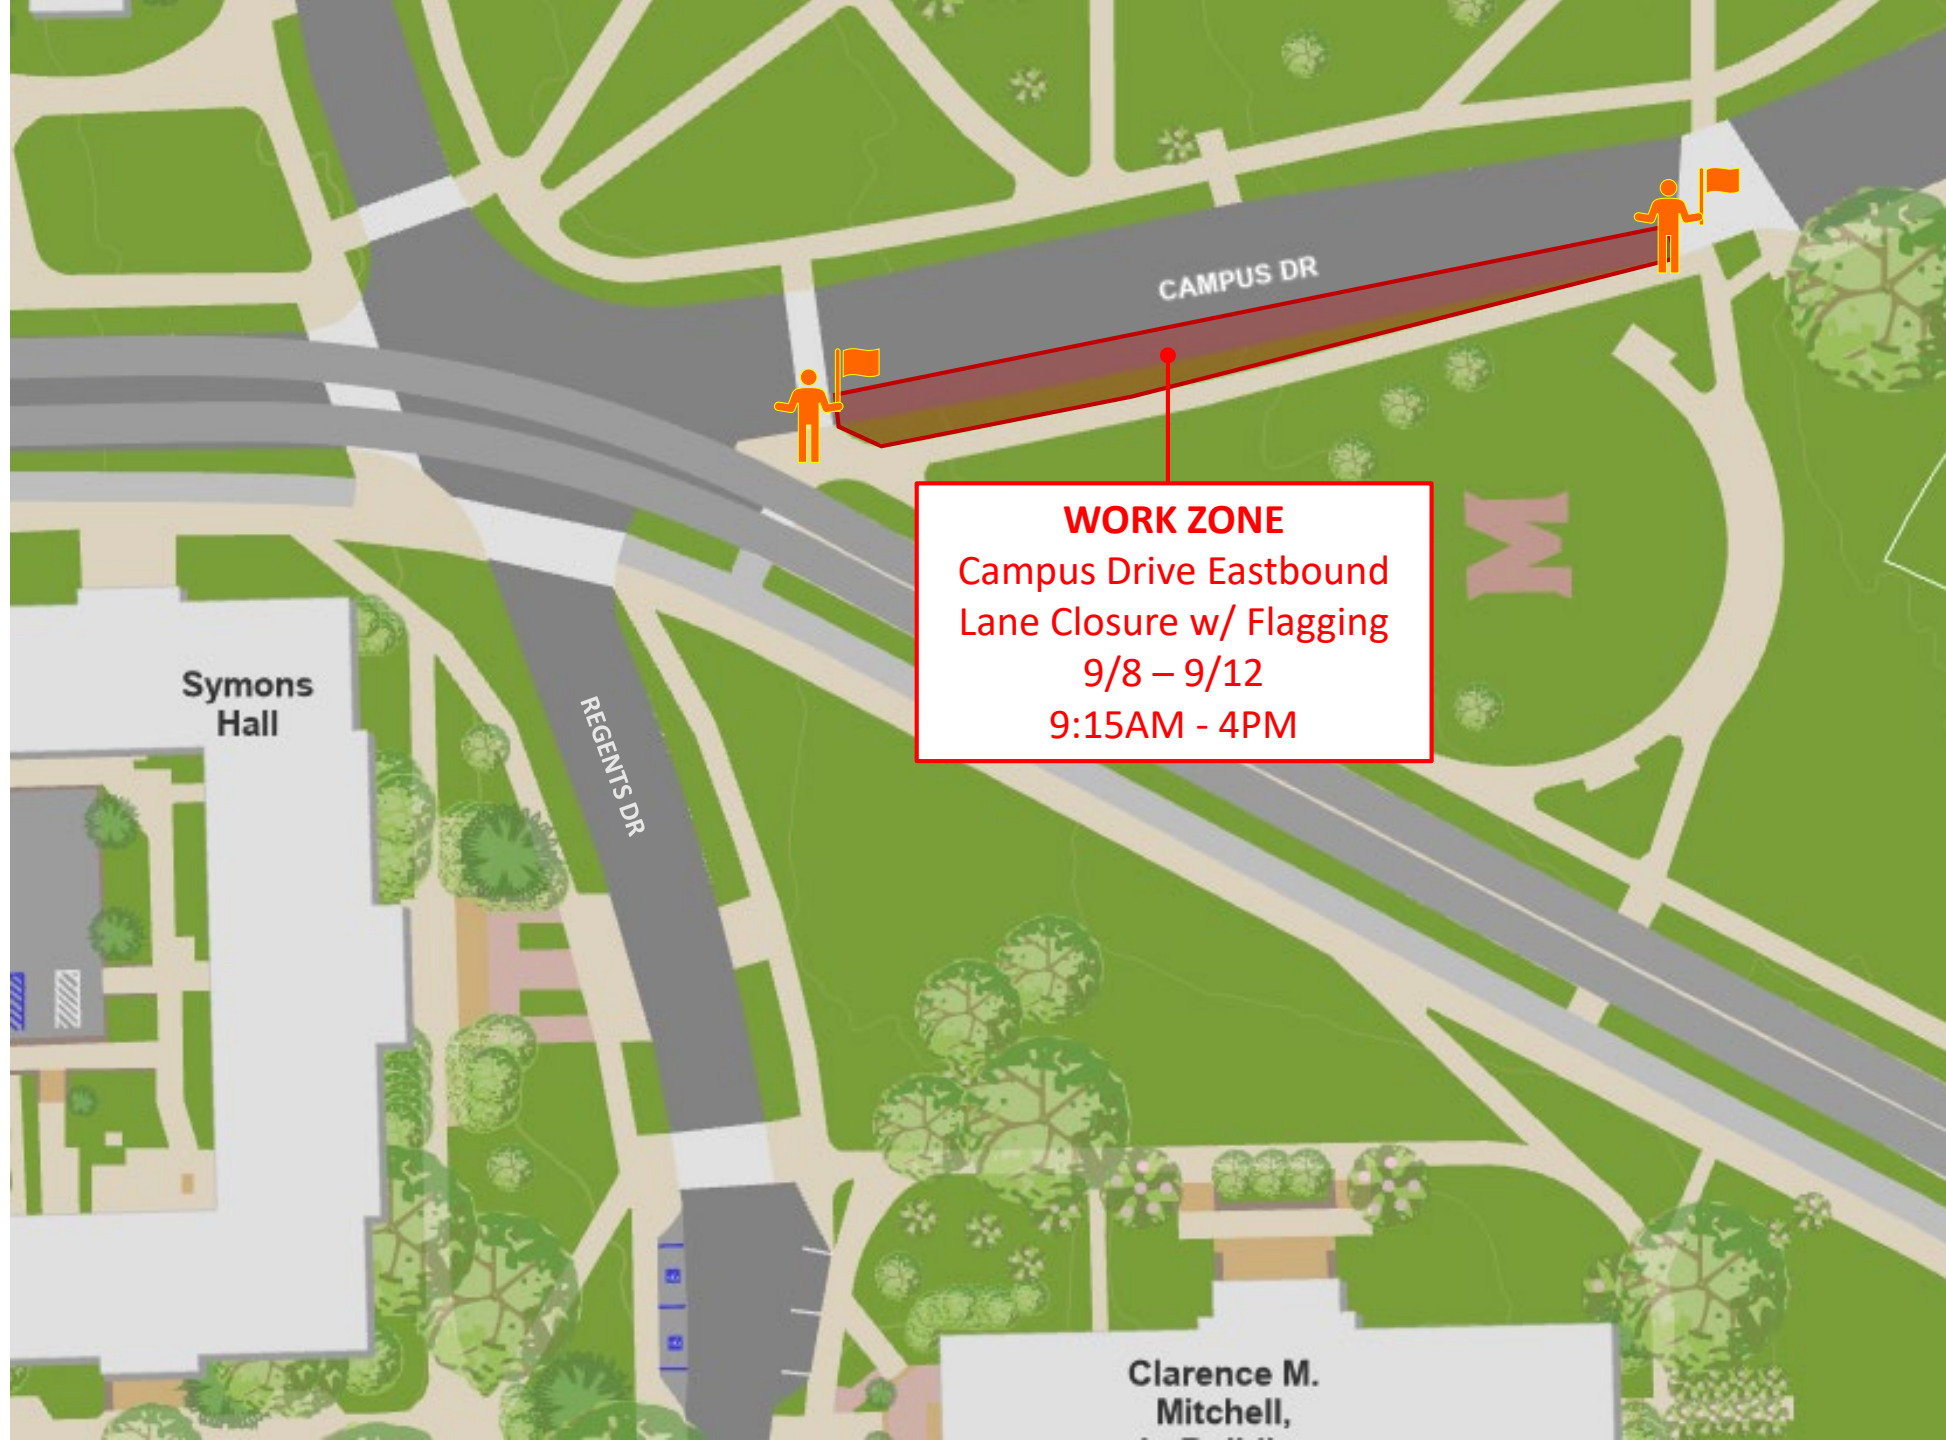 CAMPUS DR
WORK ZONE
Campus Drive Eastbound
Lane Closure w/ Flagging
9/8 – 9/12
9:15AM - 4PM
M
Symons
Hall
REGENTS DR
Clarence M.
Mitchell,